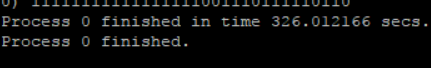 Process 0 finished in time 326.012166 secs.
Process 0 finished.